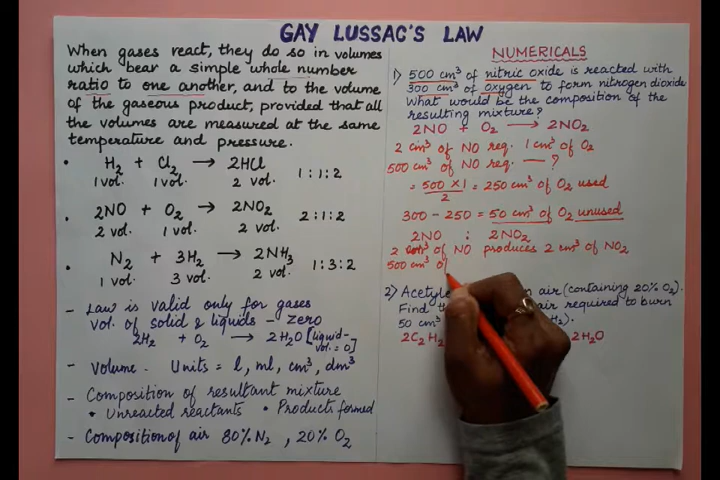 GAY LUSSAC'S LAW
When gases react, they do so in volumes
which bear a simple whole number
ratio to one another, and to the volume
of the gaseous product, provided that all
the volumes are measured at the same
temperature and pressure.
• H₂ + Cl₂ → 2HCl 1:1:2
1 vol. 1 vol. 2 vol.
• 2NO + O₂ → 2NO₂ 2:1:2
2 vol. 1 vol. 2 vol.
• N₂ + 3H₂ → 2NH₃ 1:3:2
1 vol. 3 vol. 2 vol.
- Law is valid only for gases
Vol. of solid & liquids - Zero
2H₂ + O₂ → 2H₂O [liquid - vol. = 0]
- Volume - Units = l, ml, cm³, dm³
- Composition of resultant mixture
• Unreacted reactants • Products formed
- Composition of air 80% N₂, 20% O₂
NUMERICALS
1) 500 cm³ of nitric oxide is reacted with
300 cm³ of oxygen to form nitrogen dioxide
What would be the composition of the
resulting mixture?
2NO + O₂ → 2NO₂
2 cm³ of NO req. 1 cm³ of O₂
500 cm³ of NO req. — ?
= 500 × 1 / 2 = 250 cm³ of O₂ used
300 - 250 = 50 cm³ of O₂ unused
2NO : 2NO₂
2 cm³ of NO produces 2 cm³ of NO₂
500 cm³ of
2) air (containing 20% O₂).
Find air required to burn
50 cm³
2C₂H₂ 2H₂O